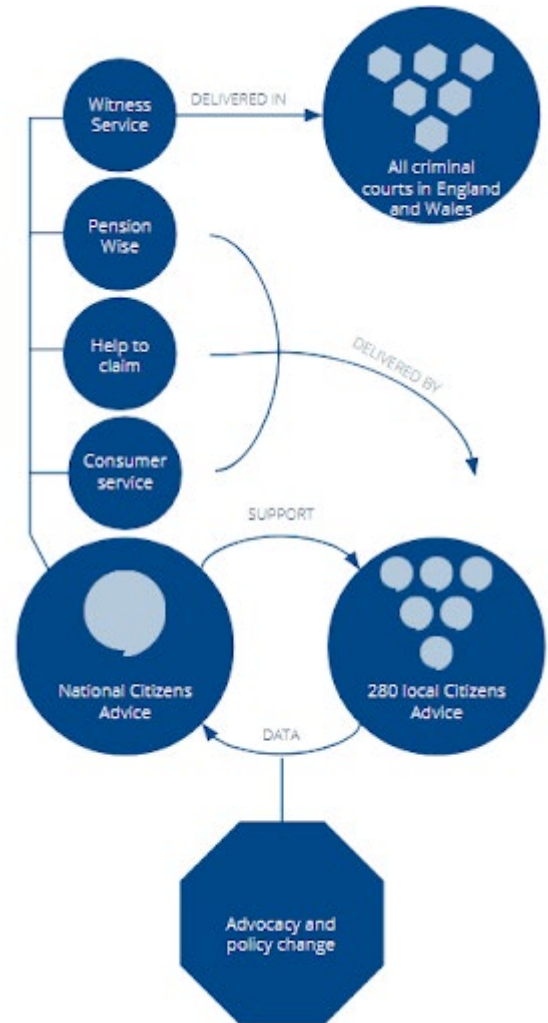 Witness
Service
DELIVERED IN
All criminal
courts in England
and Wales
Pension
Wise
Help to
claim
DELIVERED BY
Consumer
service
SUPPORT
National Citizens
Advice
280 local Citizens
Advice
DATA
Advocacy and
policy change